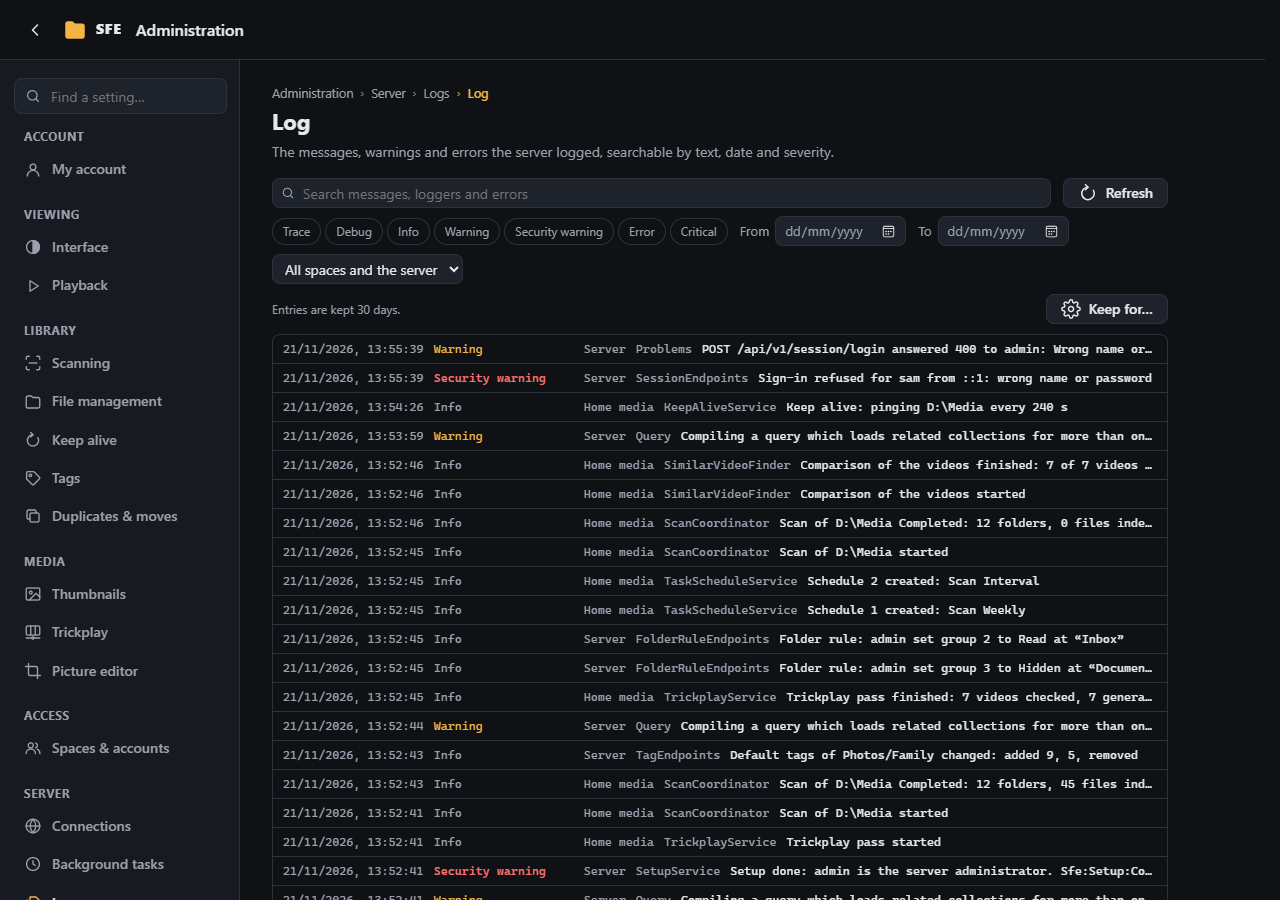 SFE Administration
Find a setting...
ACCOUNT
My account
VIEWING
Interface
Playback
LIBRARY
Scanning
File management
Keep alive
Tags
Duplicates & moves
MEDIA
Thumbnails
Trickplay
Picture editor
ACCESS
Spaces & accounts
SERVER
Connections
Background tasks
Administration › Server › Logs › Log
Log
The messages, warnings and errors the server logged, searchable by text, date and severity.
Search messages, loggers and errors
Refresh
Trace Debug Info Warning Security warning Error Critical From dd/mm/yyyy To dd/mm/yyyy
All spaces and the server
Entries are kept 30 days.
Keep for...
21/11/2026, 13:55:39 Warning Server Problems POST /api/v1/session/login answered 400 to admin: Wrong name or…
21/11/2026, 13:55:39 Security warning Server SessionEndpoints Sign-in refused for sam from ::1: wrong name or password
21/11/2026, 13:54:26 Info Home media KeepAliveService Keep alive: pinging D:\Media every 240 s
21/11/2026, 13:53:59 Warning Server Query Compiling a query which loads related collections for more than on…
21/11/2026, 13:52:46 Info Home media SimilarVideoFinder Comparison of the videos finished: 7 of 7 videos …
21/11/2026, 13:52:46 Info Home media SimilarVideoFinder Comparison of the videos started
21/11/2026, 13:52:46 Info Home media ScanCoordinator Scan of D:\Media Completed: 12 folders, 0 files inde…
21/11/2026, 13:52:45 Info Home media ScanCoordinator Scan of D:\Media started
21/11/2026, 13:52:45 Info Home media TaskScheduleService Schedule 2 created: Scan Interval
21/11/2026, 13:52:45 Info Home media TaskScheduleService Schedule 1 created: Scan Weekly
21/11/2026, 13:52:45 Info Server FolderRuleEndpoints Folder rule: admin set group 2 to Read at “Inbox”
21/11/2026, 13:52:45 Info Server FolderRuleEndpoints Folder rule: admin set group 3 to Hidden at “Documen…
21/11/2026, 13:52:45 Info Home media TrickplayService Trickplay pass finished: 7 videos checked, 7 genera…
21/11/2026, 13:52:44 Warning Server Query Compiling a query which loads related collections for more than on…
21/11/2026, 13:52:43 Info Server TagEndpoints Default tags of Photos/Family changed: added 9, 5, removed
21/11/2026, 13:52:43 Info Home media ScanCoordinator Scan of D:\Media Completed: 12 folders, 45 files ind…
21/11/2026, 13:52:41 Info Home media ScanCoordinator Scan of D:\Media started
21/11/2026, 13:52:41 Info Home media TrickplayService Trickplay pass started
21/11/2026, 13:52:41 Security warning Server SetupService Setup done: admin is the server administrator. Sfe:Setup:Co…
21/11/2026, 13:52:41 Warning Server Query Compiling a query which loads related collections for more than on…